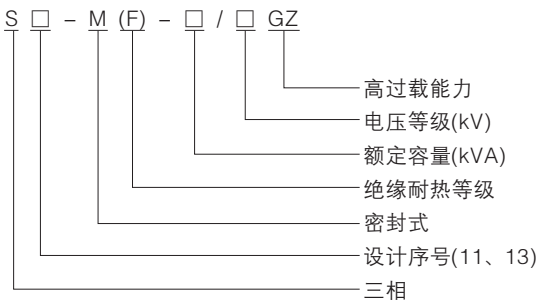 S □ – M (F) – □ / □ GZ
高过载能力
电压等级(kV)
额定容量(kVA)
绝缘耐热等级
密封式
设计序号(11、13)
三相